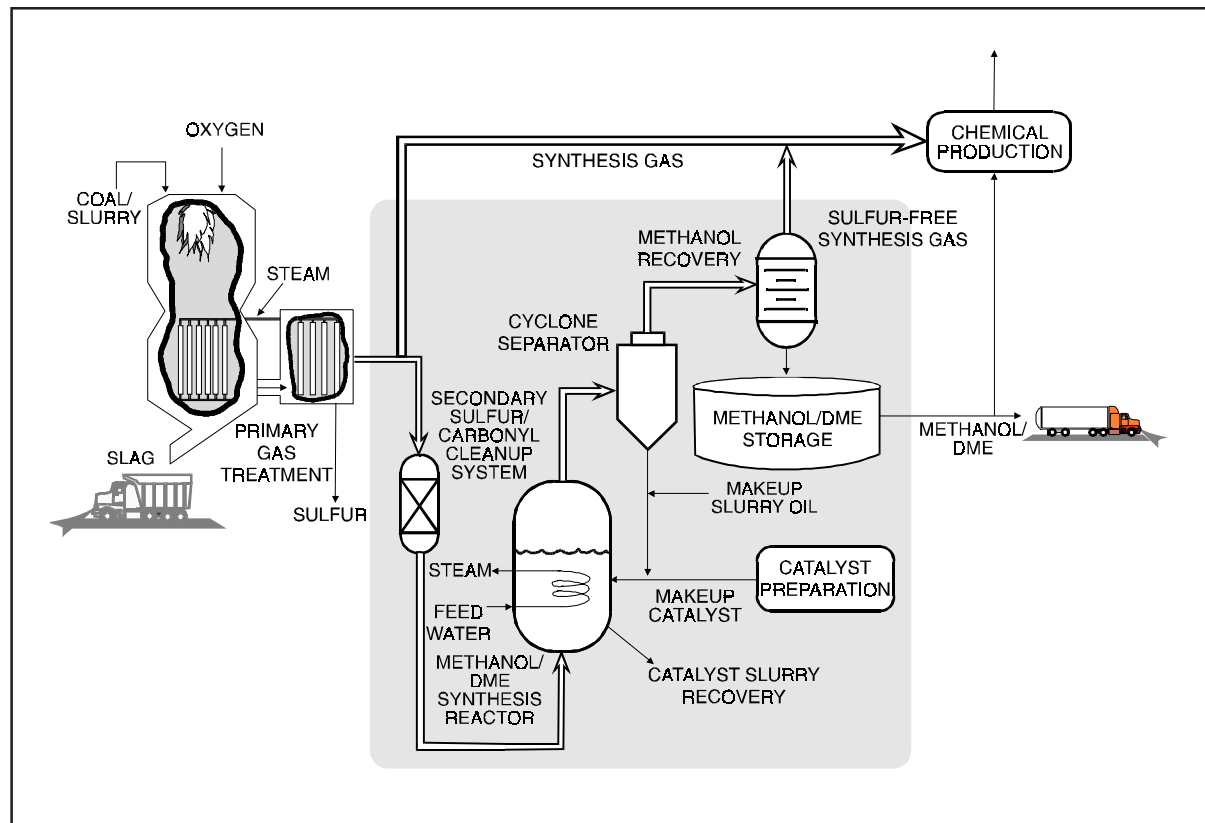 OXYGEN
COAL/
SLURRY
STEAM
SLAG
PRIMARY
GAS
TREATMENT
SULFUR
SYNTHESIS GAS
CHEMICAL
PRODUCTION
SULFUR-FREE
SYNTHESIS GAS
METHANOL
RECOVERY
CYCLONE
SEPARATOR
SECONDARY
SULFUR/
CARBONYL
CLEANUP
SYSTEM
METHANOL/DME
STORAGE
METHANOL/
DME
MAKEUP
SLURRY OIL
STEAM
FEED
WATER
MAKEUP
CATALYST
CATALYST
PREPARATION
METHANOL/
DME
SYNTHESIS
REACTOR
CATALYST SLURRY
RECOVERY